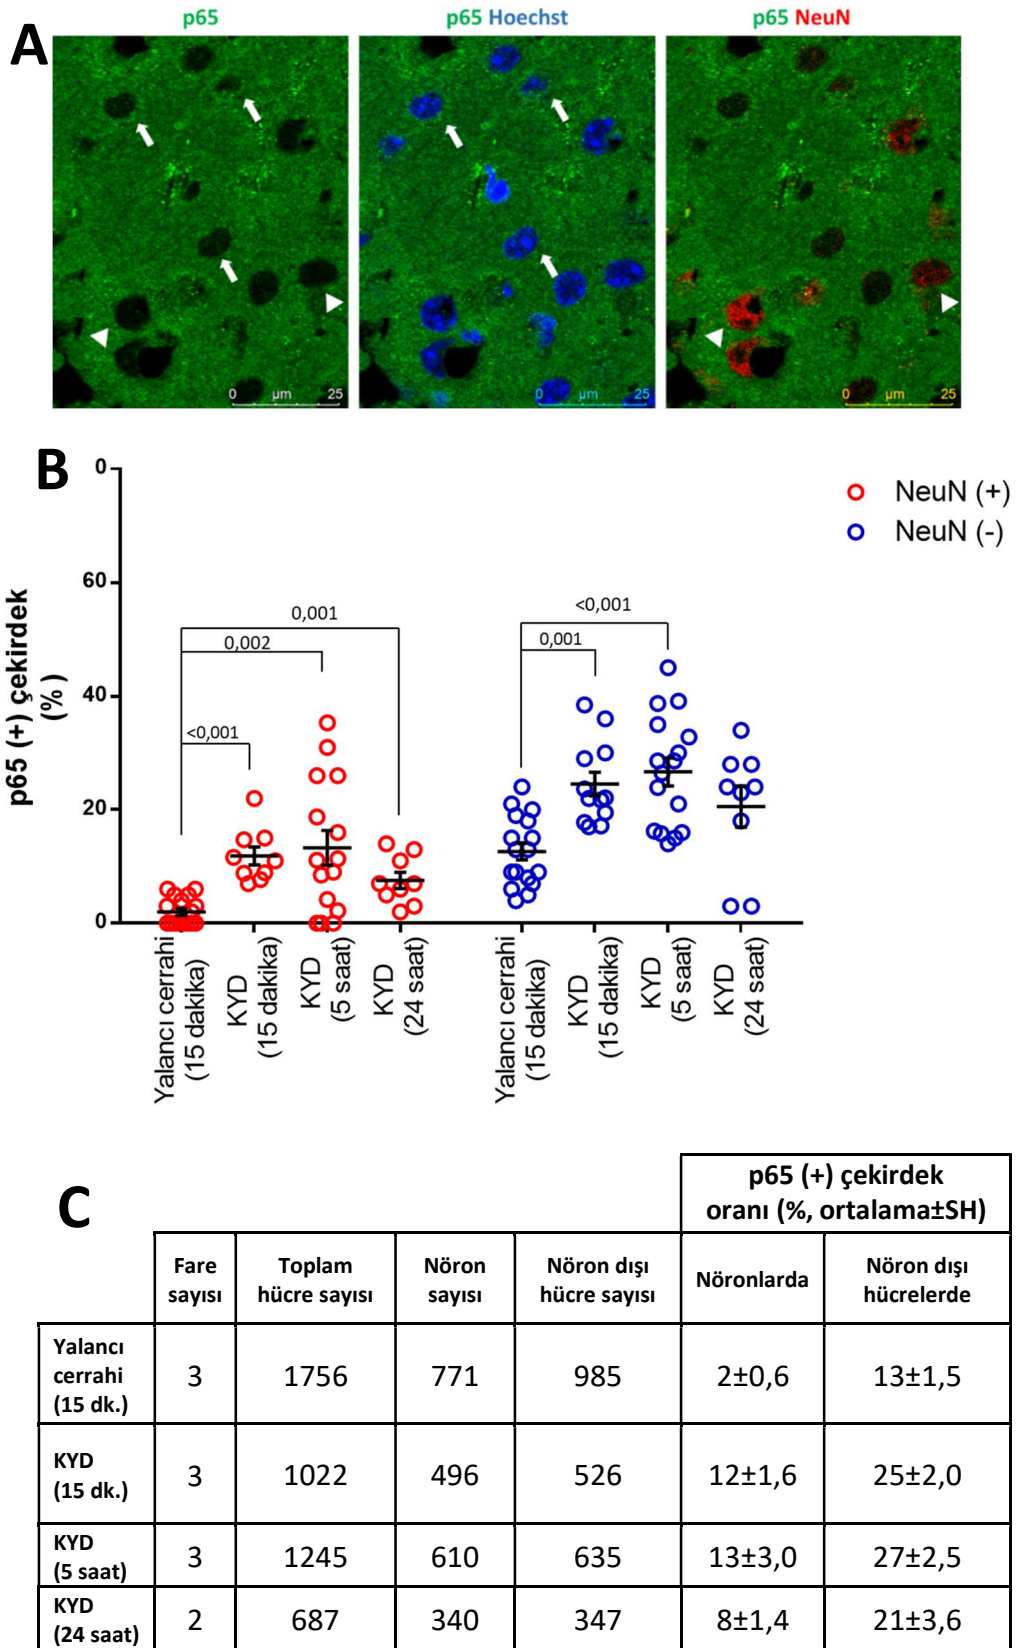 A
p65
p65 Hoechst
p65 NeuN
0 µm 25
0 µm 25
0 µm 25
B
p65 (+) çekirdek
(%)
0
60
40
20
0
NeuN (+)
NeuN (-)
0,001
0,002
<0,001
<0,001
0,001
Yalancı cerrahi
(15 dakika)
KYD
(15 dakika)
KYD
(5 saat)
KYD
(24 saat)
Yalancı cerrahi
(15 dakika)
KYD
(15 dakika)
KYD
(5 saat)
KYD
(24 saat)
C
p65 (+) çekirdek
oranı (%, ortalama±SH)
Fare
sayısı
Toplam
hücre sayısı
Nöron
sayısı
Nöron dışı
hücre sayısı
Nöronlarda
Nöron dışı
hücrelerde
Yalancı
cerrahi
(15 dk.)
3 1756 771 985 2±0,6 13±1,5
KYD
(15 dk.)
3 1022 496 526 12±1,6 25±2,0
KYD
(5 saat)
3 1245 610 635 13±3,0 27±2,5
KYD
(24 saat)
2 687 340 347 8±1,4 21±3,6